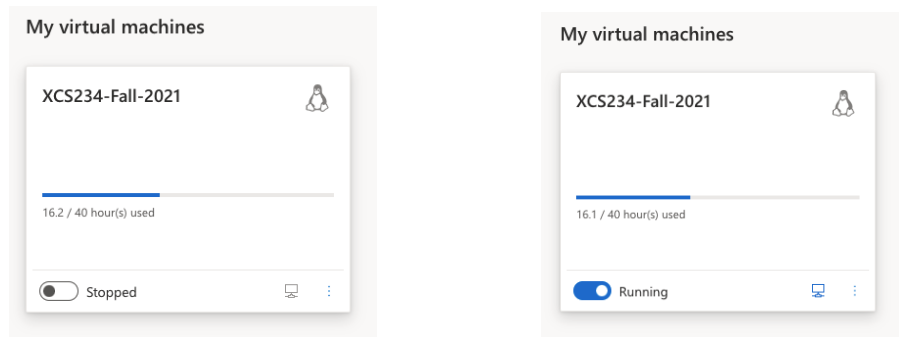 My virtual machines
XCS234-Fall-2021
16.2 / 40 hour(s) used
Stopped
My virtual machines
XCS234-Fall-2021
16.1 / 40 hour(s) used
Running